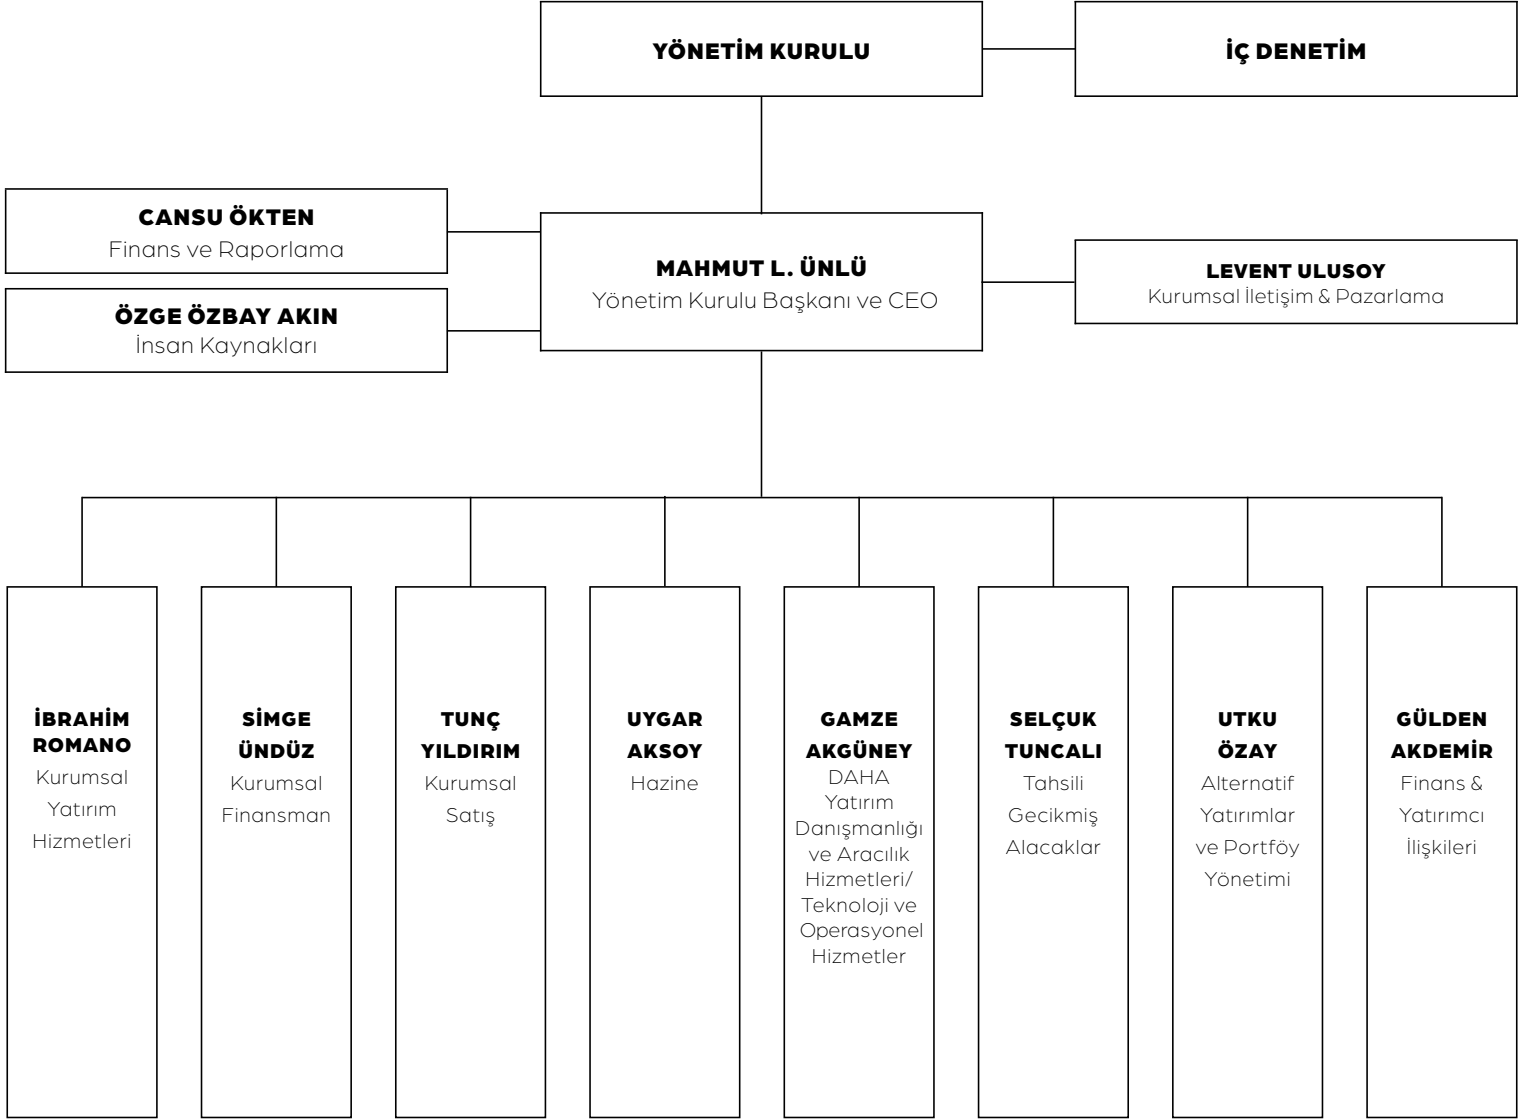 YÖNETİM KURULU
İÇ DENETİM
CANSU ÖKTEN
Finans ve Raporlama
ÖZGE ÖZBAY AKIN
İnsan Kaynakları
MAHMUT L. ÜNLÜ
Yönetim Kurulu Başkanı ve CEO
LEVENT ULUSOY
Kurumsal İletişim & Pazarlama
İBRAHİM
ROMANO
Kurumsal
Yatırım
Hizmetleri
SİMGE
ÜNDÜZ
Kurumsal
Finansman
TUNÇ
YILDIRIM
Kurumsal
Satış
UYGAR
AKSOY
Hazine
GAMZE
AKGÜNEY
DAHA
Yatırım
Danışmanlığı
ve Aracılık
Hizmetleri/
Teknoloji ve
Operasyonel
Hizmetler
SELÇUK
TUNCALI
Tahsili
Gecikmiş
Alacaklar
UTKU
ÖZAY
Alternatif
Yatırımlar
ve Portföy
Yönetimi
GÜLDEN
AKDEMİR
Finans &
Yatırımcı
İlişkileri